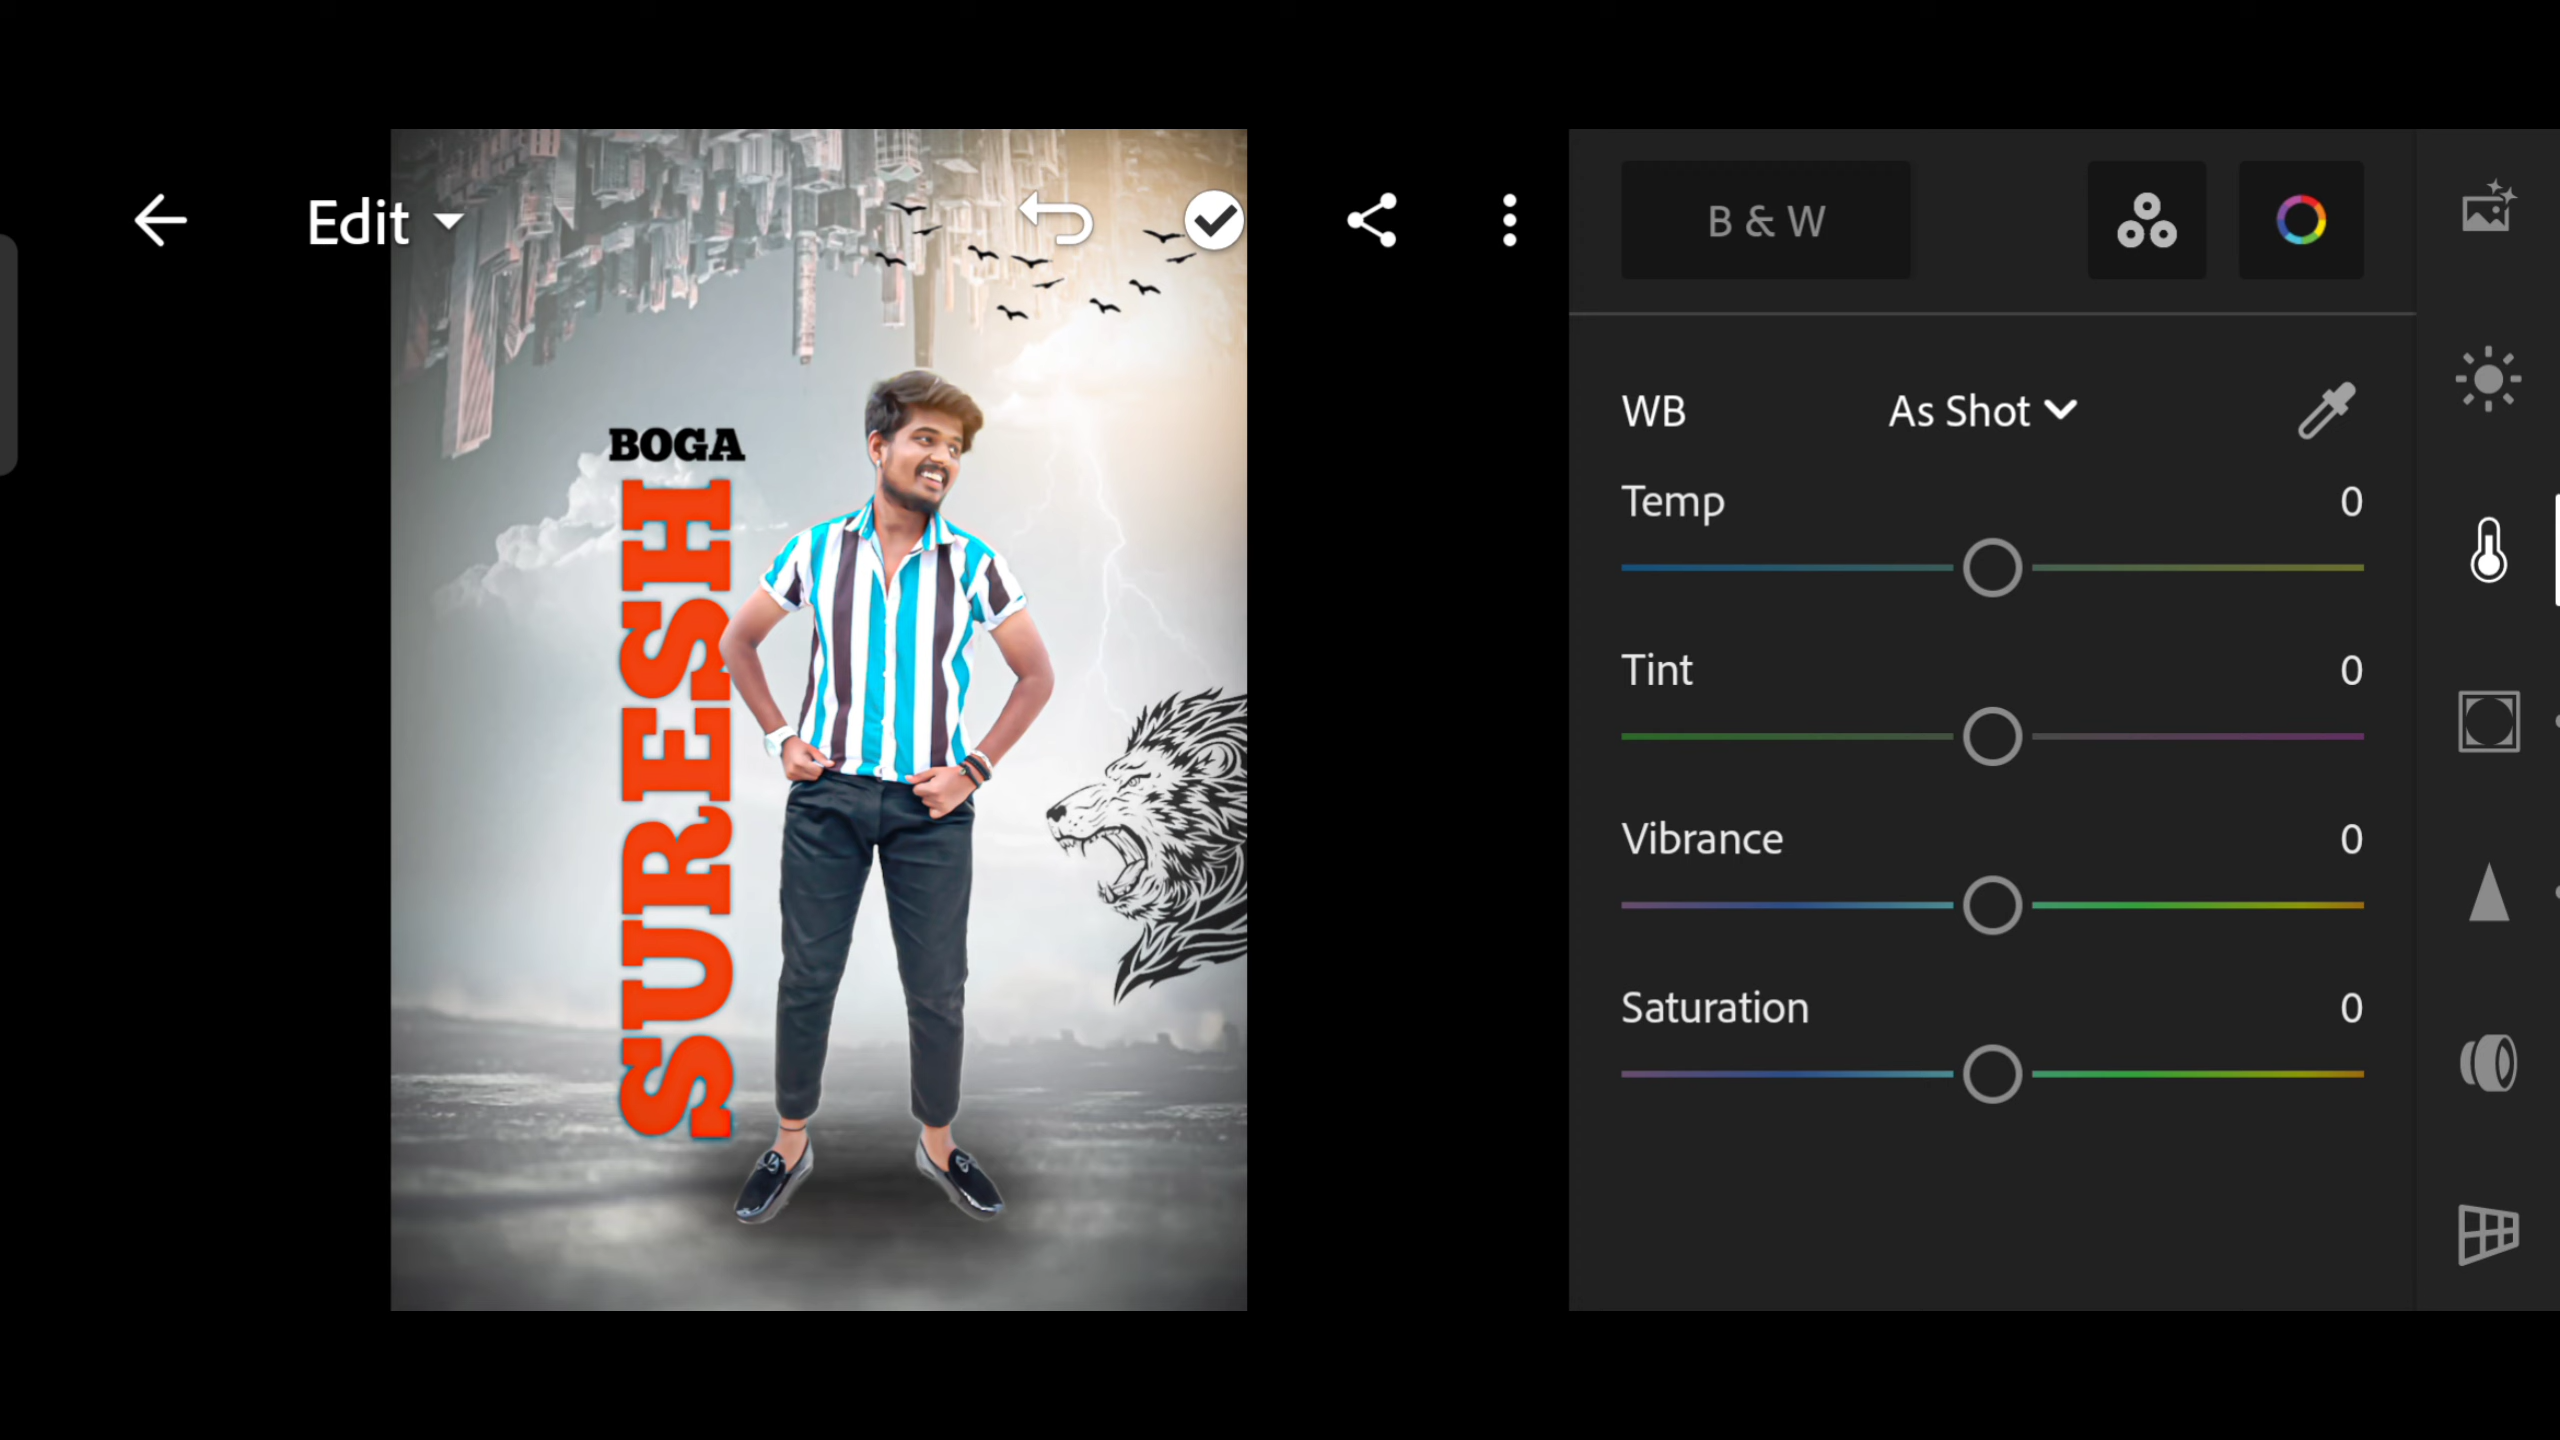 Edit
B & W
WB As Shot
Temp 0
Tint 0
Vibrance 0
Saturation 0
BOGA
SURESH